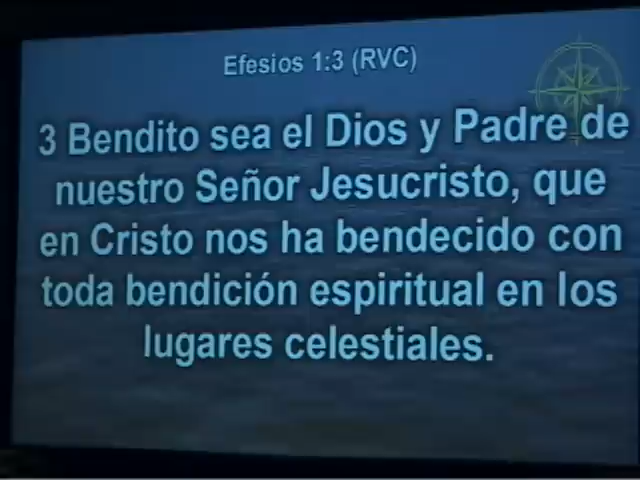 Efesios 1:3 (RVC)
3 Bendito sea el Dios y Padre de
nuestro Señor Jesucristo, que
en Cristo nos ha bendecido con
toda bendición espiritual en los
lugares celestiales.